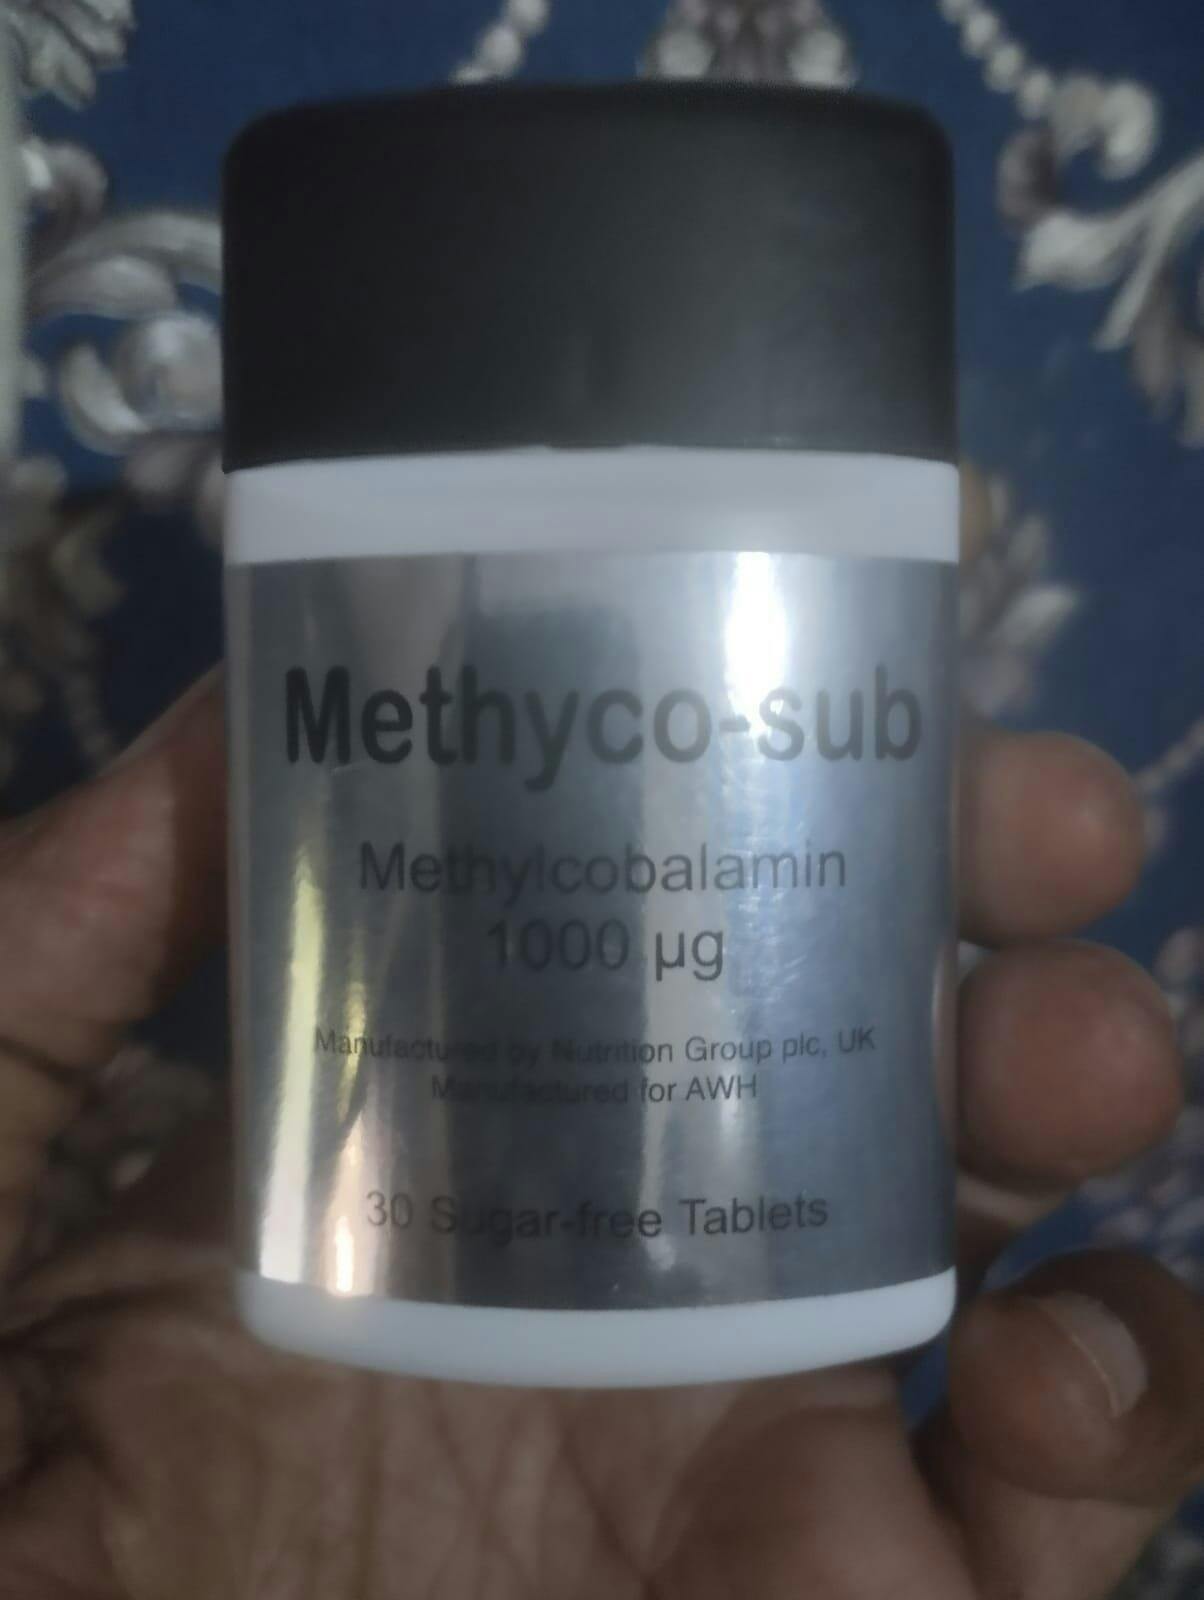 Methyco-sub
Methylcobalamin
1000 µg
Manufactured by Nutrition Group plc, UK
Manufactured for AWH
30 Sugar-free Tablets